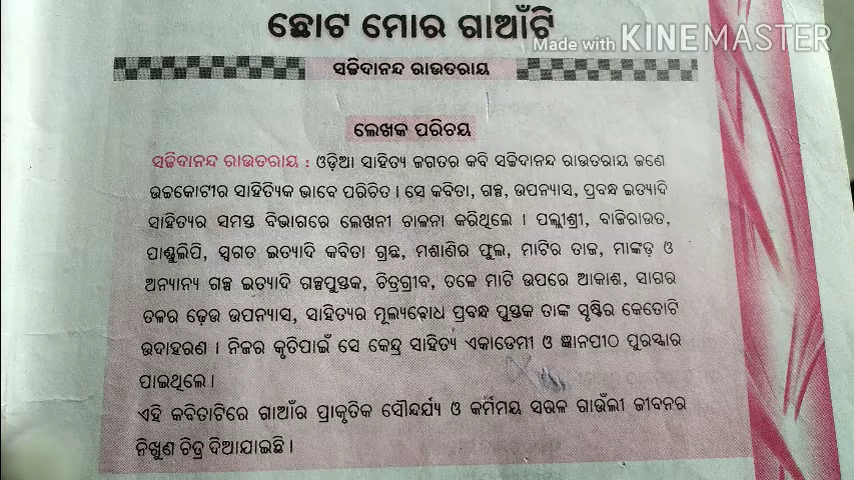 ଛୋଟ ମୋର ଗାଆଁଟି
Made with KINEMASTER
ସଚ୍ଚିଦାନନ୍ଦ ରାଉତରାୟ
ଲେଖକ ପରିଚୟ
ସଚ୍ଚିଦାନନ୍ଦ ରାଉତରାୟ : ଓଡ଼ିଆ ସାହିତ୍ୟ ଜଗତର କବି ସଚ୍ଚିଦାନନ୍ଦ ରାଉତରାୟ ଜଣେ
ଉଚ୍ଚକୋଟୀର ସାହିତ୍ୟିକ ଭାବେ ପରିଚିତ । ସେ କବିତା, ଗଳ୍ପ, ଉପନ୍ୟାସ, ପ୍ରବନ୍ଧ ଇତ୍ୟାଦି
ସାହିତ୍ୟର ସମସ୍ତ ବିଭାଗରେ ଲେଖନୀ ଚାଳନା କରିଥିଲେ । ପଲ୍ଲୀଶ୍ରୀ, ବାଜିରାଉତ,
ପାଣ୍ଡୁଲିପି, ସ୍ୱଗତ ଇତ୍ୟାଦି କବିତା ଗ୍ରନ୍ଥ, ମଶାଣିର ଫୁଲ, ମାଟିର ତାଜ, ମାଙ୍କଡ଼ ଓ
ଅନ୍ୟାନ୍ୟ ଗଳ୍ପ ଇତ୍ୟାଦି ଗଳ୍ପପୁସ୍ତକ, ଚିତ୍ରଗ୍ରୀବ, ତଳେ ମାଟି ଉପରେ ଆକାଶ, ସାଗର
ତଳର ଢ଼େଉ ଉପନ୍ୟାସ, ସାହିତ୍ୟର ମୂଲ୍ୟବୋଧ ପ୍ରବନ୍ଧ ପୁସ୍ତକ ତାଙ୍କ ସୃଷ୍ଟିର କେତୋଟି
ଉଦାହରଣ । ନିଜର କୃତିପାଇଁ ସେ କେନ୍ଦ୍ର ସାହିତ୍ୟ ଏକାଡେମୀ ଓ ଜ୍ଞାନପୀଠ ପୁରସ୍କାର
ପାଇଥିଲେ ।
ଏହି କବିତାଟିରେ ଗାଆଁର ପ୍ରାକୃତିକ ସୌନ୍ଦର୍ଯ୍ୟ ଓ କର୍ମମୟ ସରଳ ଗାଉଁଲୀ ଜୀବନର
ନିଖୁଣ ଚିତ୍ର ଦିଆଯାଇଛି ।